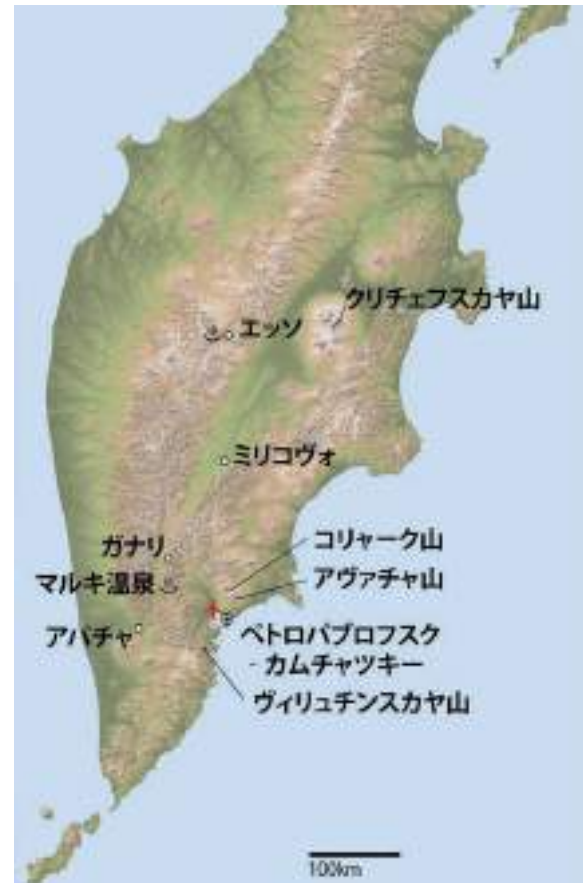 クリチェフスカヤ山
エッソ
ミリコヴォ
ガナリ
コリャーク山
マルキ温泉
アヴァチャ山
アパチャ
ペトロパブロフスク
-カムチャツキー
ヴィリュチンスカヤ山
100km